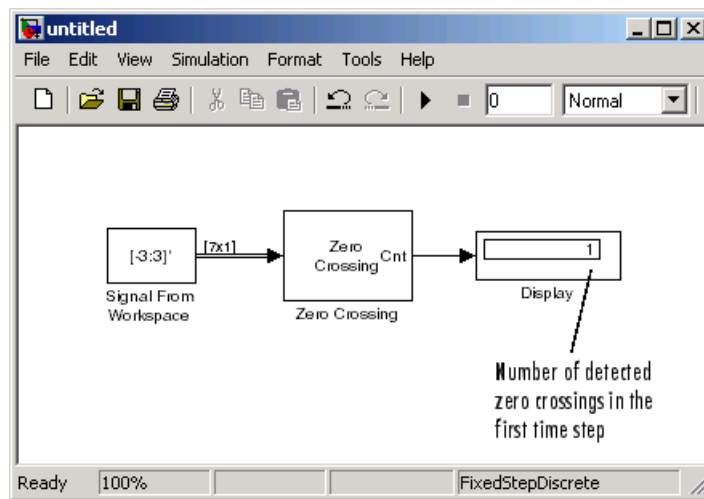 untitled
File Edit View Simulation Format Tools Help
0 Normal
[-3:3]' [7x1] Zero Crossing Cnt 1
Signal From Workspace
Zero Crossing
Display
Number of detected
zero crossings in the
first time step
Ready 100% FixedStepDiscrete